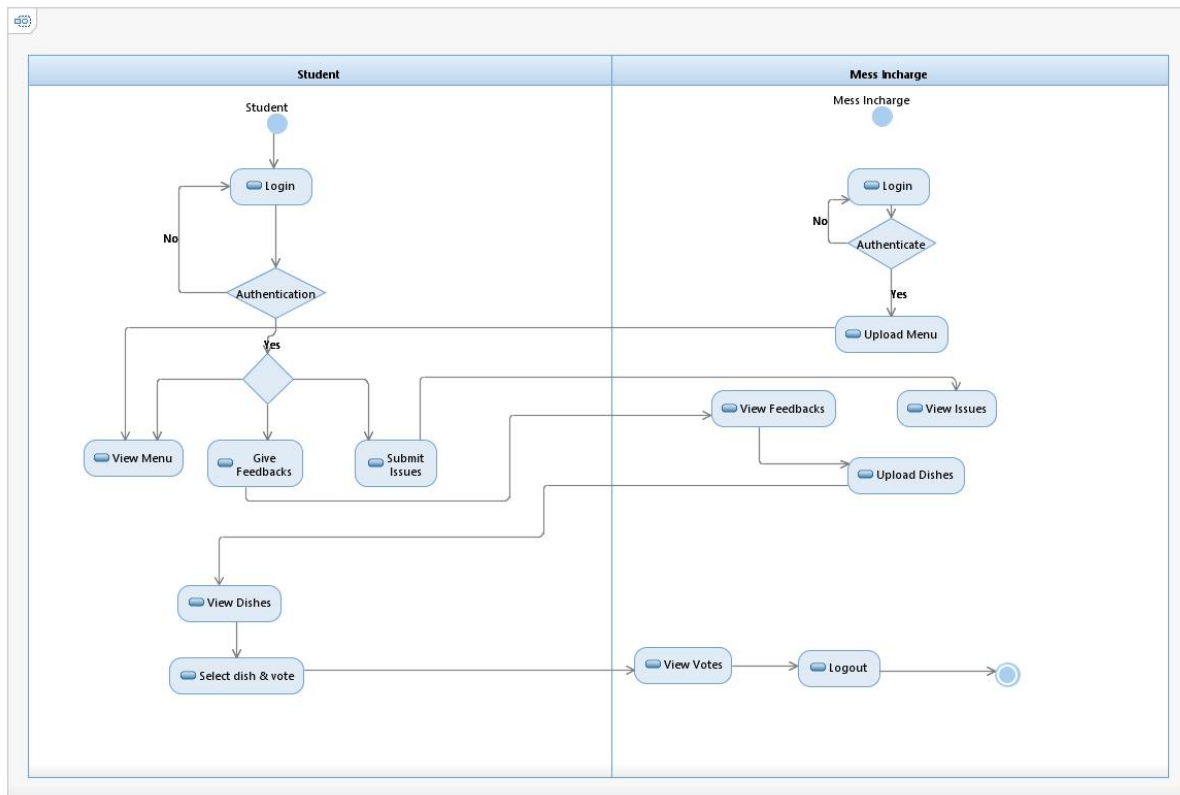 Student
Mess Incharge
Student
Mess Incharge
Login
Login
No
No
Authenticate
Authentication
Yes
Upload Menu
Yes
View Feedbacks
View Issues
View Menu
Give
Feedbacks
Submit
Issues
Upload Dishes
View Dishes
View Votes
Logout
Select dish & vote